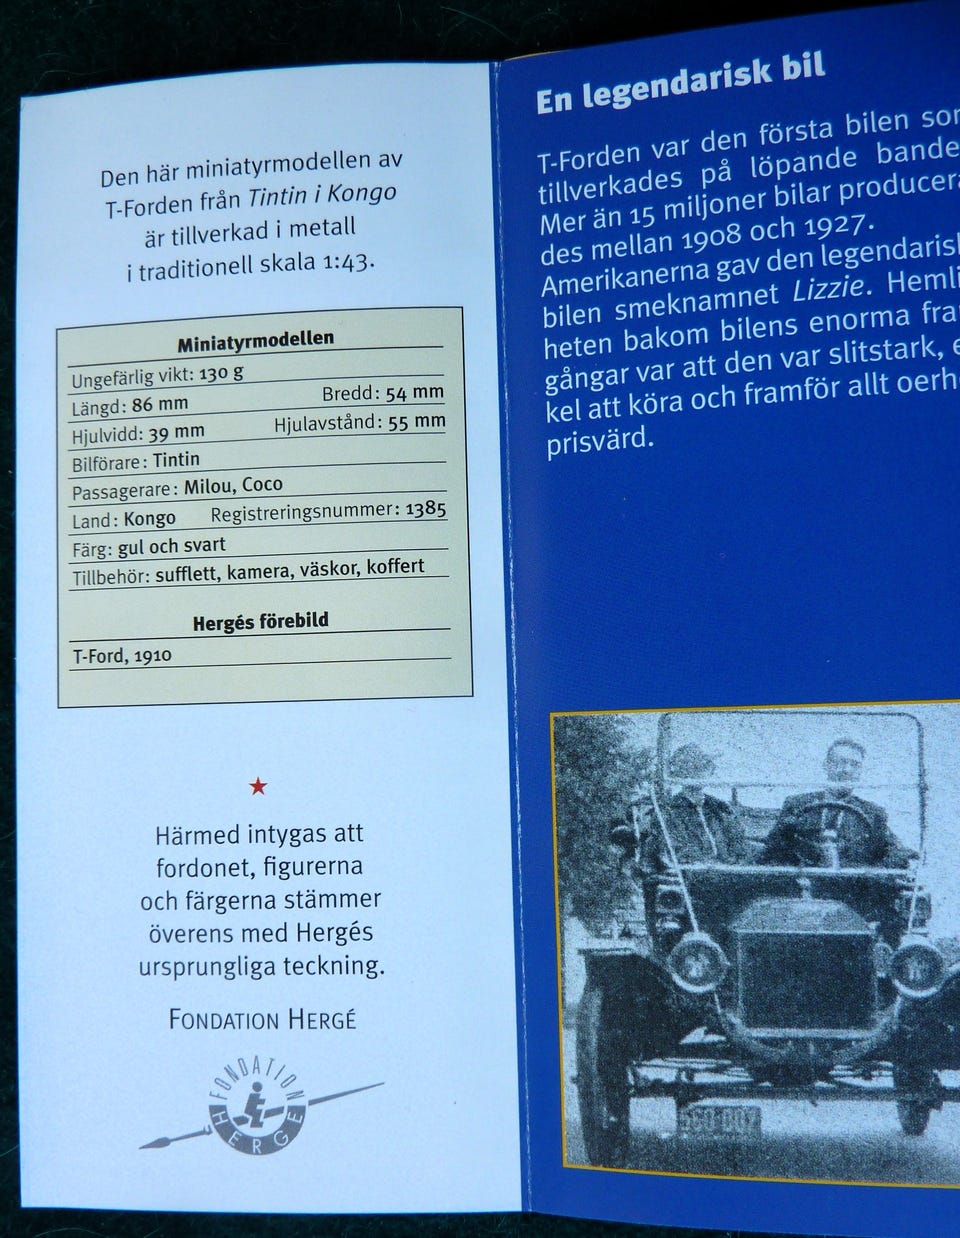 Den här miniatyrmodellen av
T-Forden från Tintin i Kongo
är tillverkad i metall
i traditionell skala 1:43.
Miniatyrmodellen
Ungefärlig vikt: 130 g
Längd: 86 mm Bredd: 54 mm
Hjulvidd: 39 mm Hjulavstånd: 55 mm
Bilförare: Tintin
Passagerare: Milou, Coco
Land: Kongo Registreringsnummer: 1385
Färg: gul och svart
Tillbehör: sufflett, kamera, väskor, koffert
Hergés förebild
T-Ford, 1910
Härmed intygas att
fordonet, figurerna
och färgerna stämmer
överens med Hergés
ursprungliga teckning.
FONDATION HERGÉ
FONDATION
HERGÉ
En legendarisk bil
T-Forden var den första bilen
tillverkades på löpande
Mer än 15 miljoner bilar
des mellan 1908 och 1927.
Amerikanerna gav den
bilen smeknamnet Lizzie.
heten bakom bilens enorma
gångar var att den var slitstark,
kel att köra och framför allt
prisvärd.